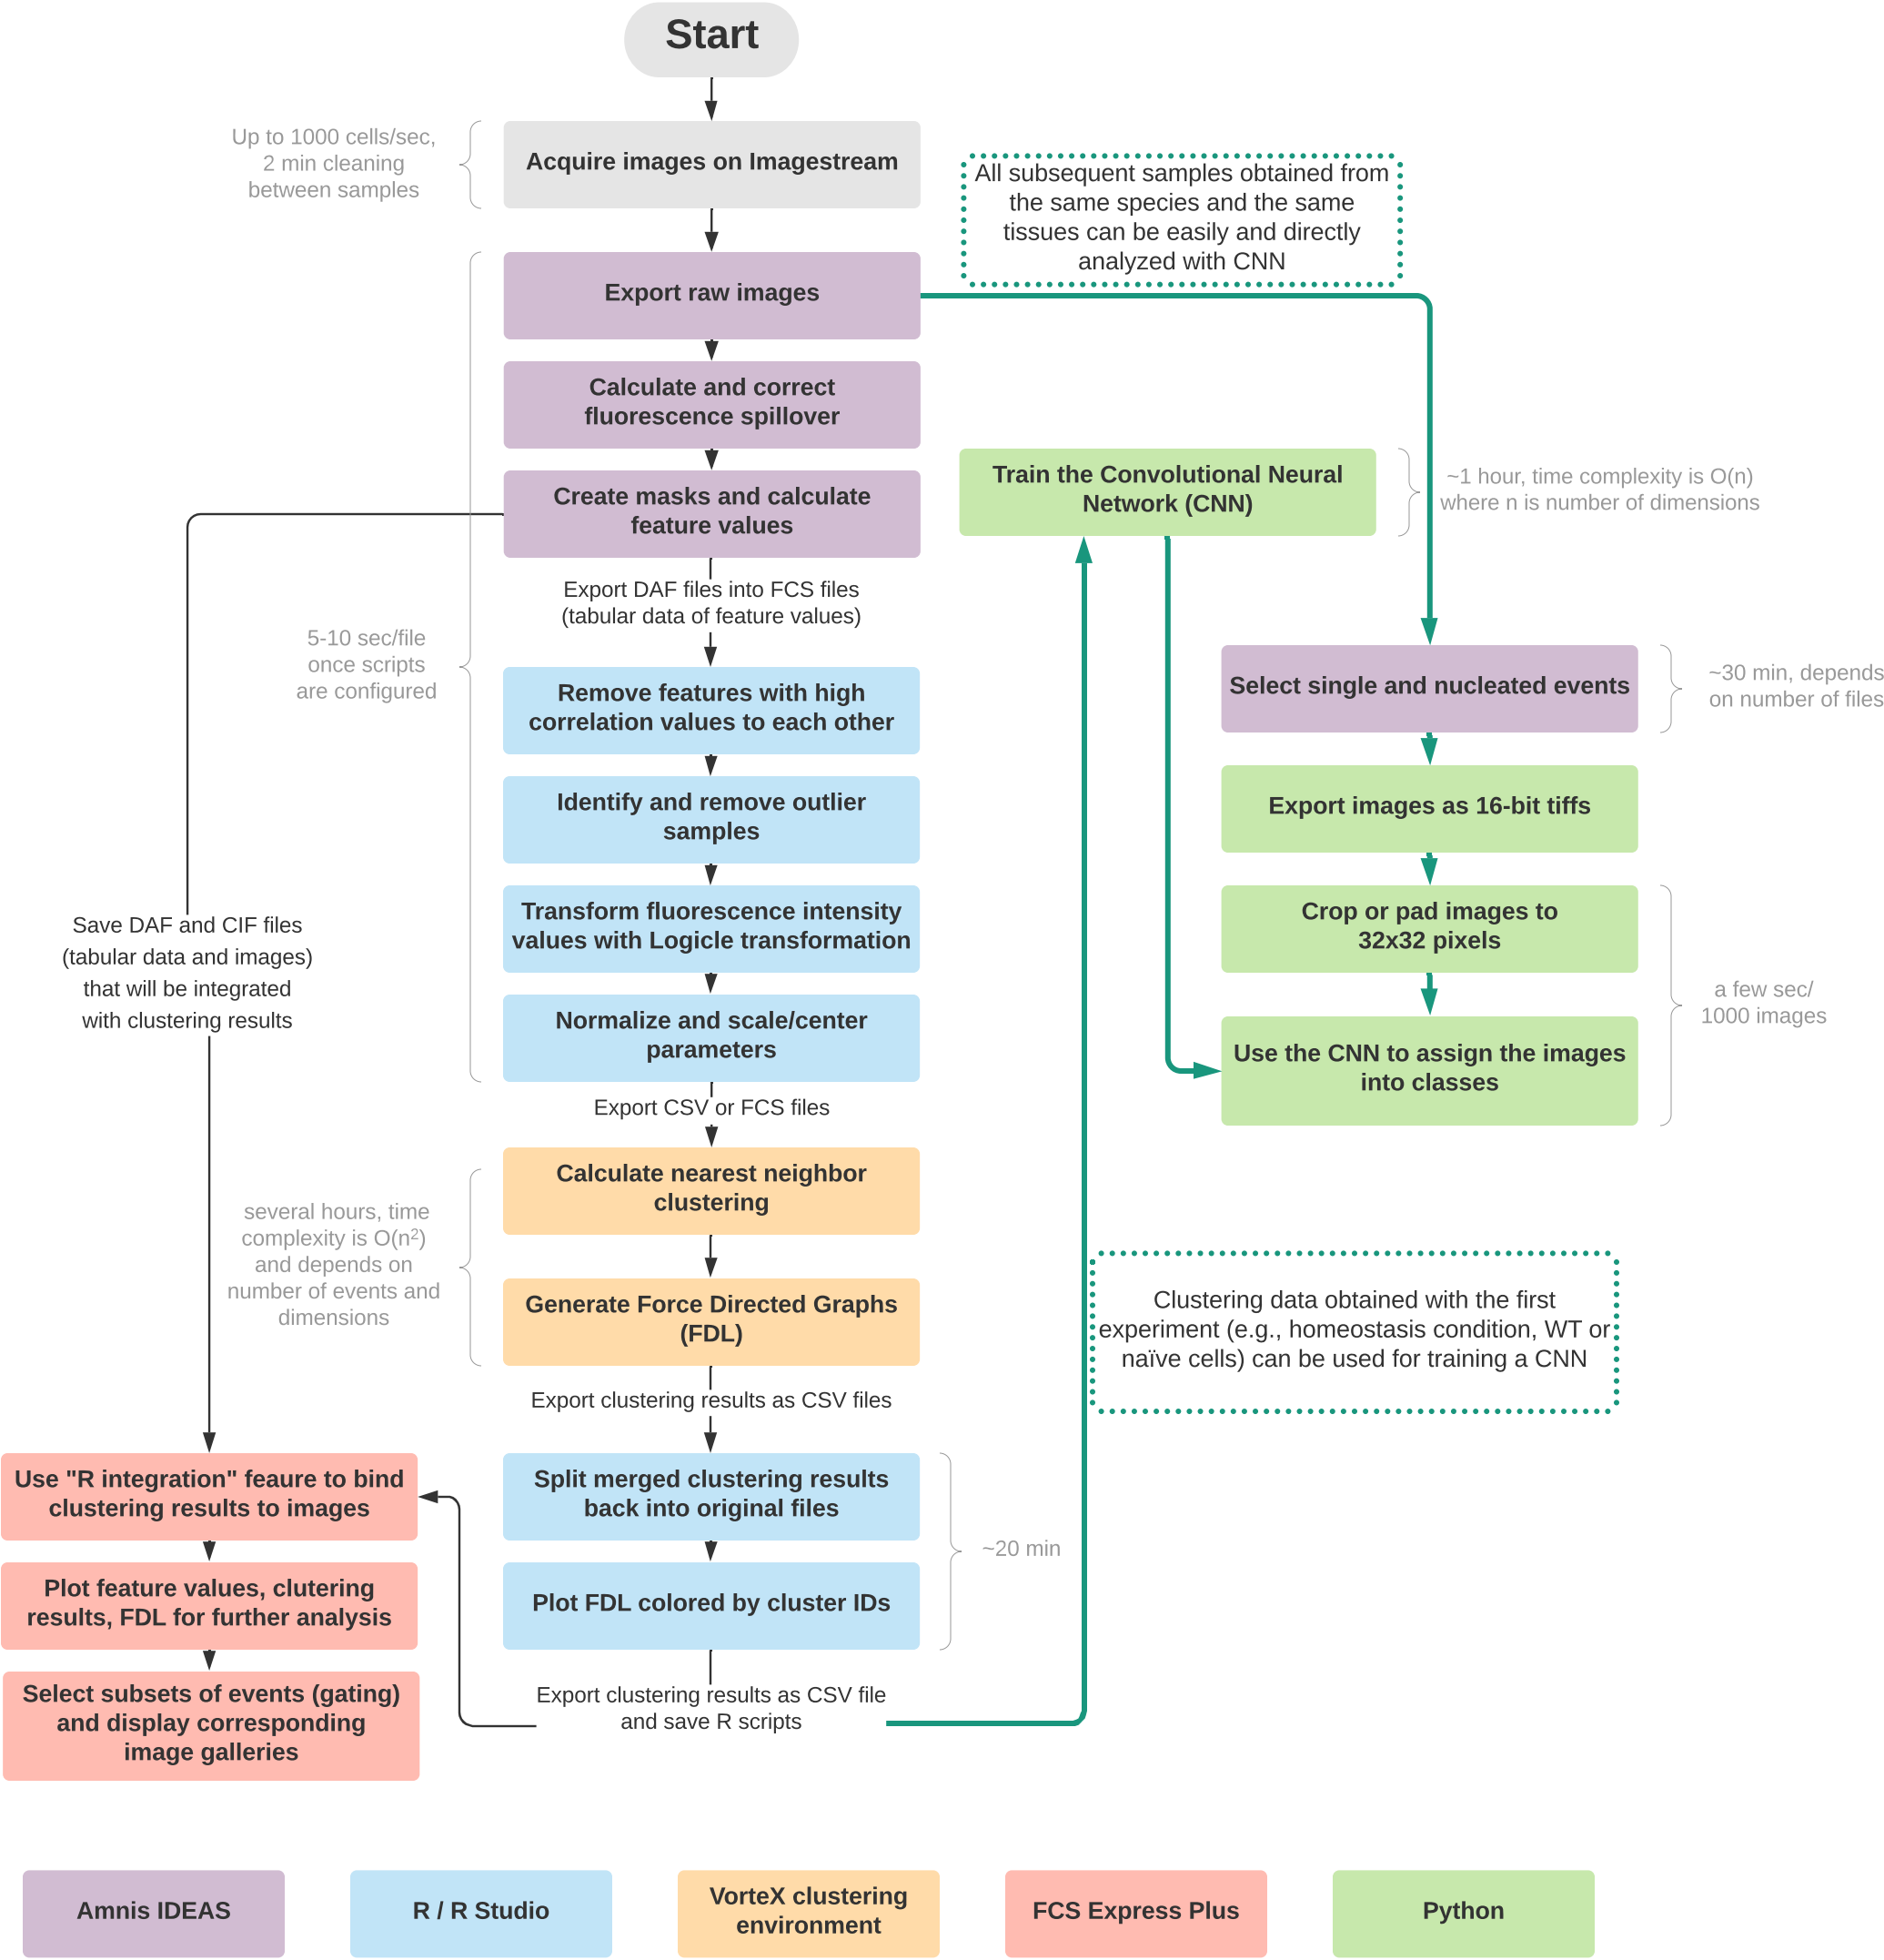 Start
Up to 1000 cells/sec,
2 min cleaning
between samples
Acquire images on Imagestream
All subsequent samples obtained from
the same species and the same
tissues can be easily and directly
analyzed with CNN
Export raw images
Calculate and correct
fluorescence spillover
Create masks and calculate
feature values
Train the Convolutional Neural
Network (CNN)
~1 hour, time complexity is O(n)
where n is number of dimensions
Export DAF files into FCS files
(tabular data of feature values)
5-10 sec/file
once scripts
are configured
Remove features with high
correlation values to each other
Select single and nucleated events
~30 min, depends
on number of files
Identify and remove outlier
samples
Export images as 16-bit tiffs
Transform fluorescence intensity
values with Logicle transformation
Crop or pad images to
32x32 pixels
Save DAF and CIF files
(tabular data and images)
that will be integrated
with clustering results
Normalize and scale/center
parameters
a few sec/
1000 images
Use the CNN to assign the images
into classes
Export CSV or FCS files
Calculate nearest neighbor
clustering
several hours, time
complexity is O(n²)
and depends on
number of events and
dimensions
Generate Force Directed Graphs
(FDL)
Clustering data obtained with the first
experiment (e.g., homeostasis condition, WT or
naïve cells) can be used for training a CNN
Export clustering results as CSV files
Use "R integration" feaure to bind
clustering results to images
Split merged clustering results
back into original files
~20 min
Plot feature values, clutering
results, FDL for further analysis
Plot FDL colored by cluster IDs
Select subsets of events (gating)
and display corresponding
image galleries
Export clustering results as CSV file
and save R scripts
Amnis IDEAS
R / R Studio
VorteX clustering
environment
FCS Express Plus
Python